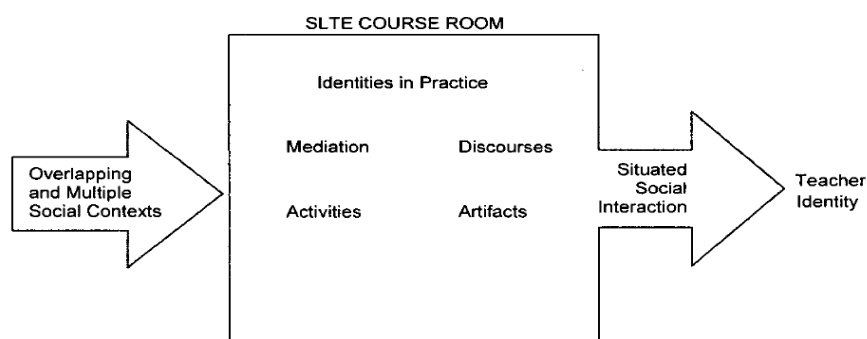 SLTE COURSE ROOM
Identities in Practice
Mediation
Discourses
Activities
Artifacts
Overlapping
and Multiple
Social Contexts
Situated
Social
Interaction
Teacher
Identity